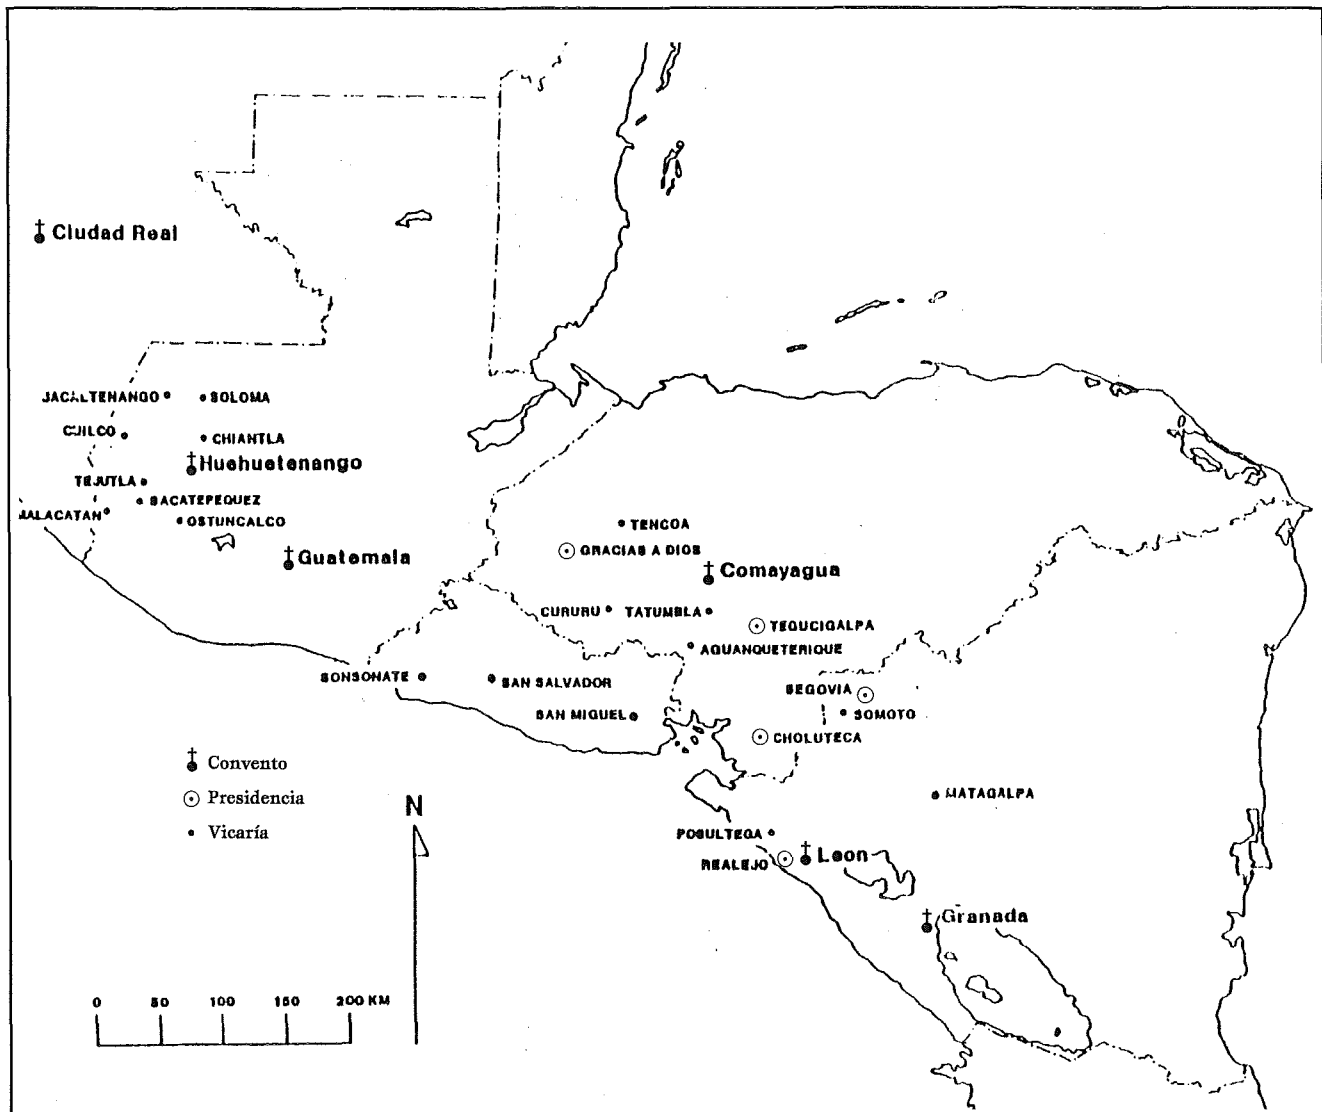 Ciudad Real
JACALTENANGO
SOLOMA
CUILCO
CHIANTLA
Huehuetenango
TEJUTLA
SACATEPEQUEZ
MALACATAN
OSTUNCALCO
Guatemala
TENCOA
GRACIAS A DIOS
Comayagua
CURURU
TATUMBLA
TEGUCIGALPA
AGUANQUETERIQUE
SONSONATE
SAN SALVADOR
SEGOVIA
SAN MIGUEL
SOMOTO
CHOLUTECA
Convento
Presidencia
Vicaría
N
MATAGALPA
POSULTEGA
REALEJO
Leon
Granada
0 50 100 150 200 KM